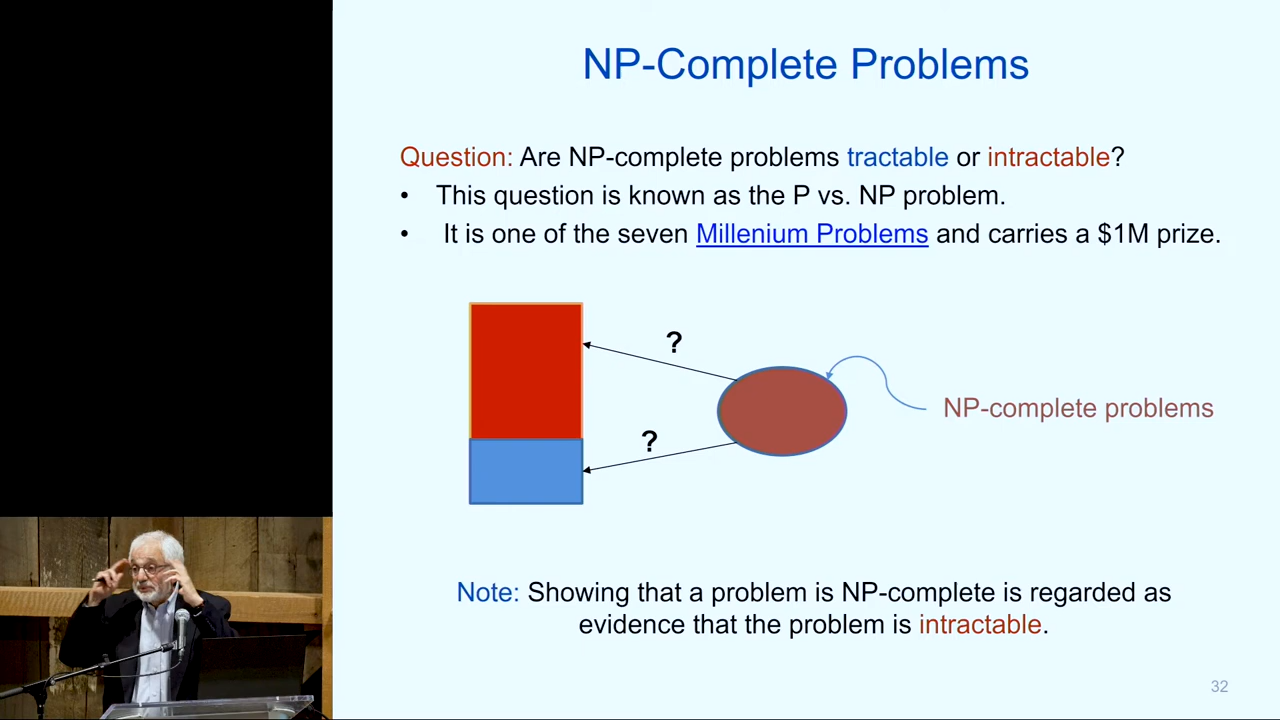 NP-Complete Problems
Question: Are NP-complete problems tractable or intractable?
• This question is known as the P vs. NP problem.
• It is one of the seven Millenium Problems and carries a $1M prize.
?
?
NP-complete problems
Note: Showing that a problem is NP-complete is regarded as
evidence that the problem is intractable.
32